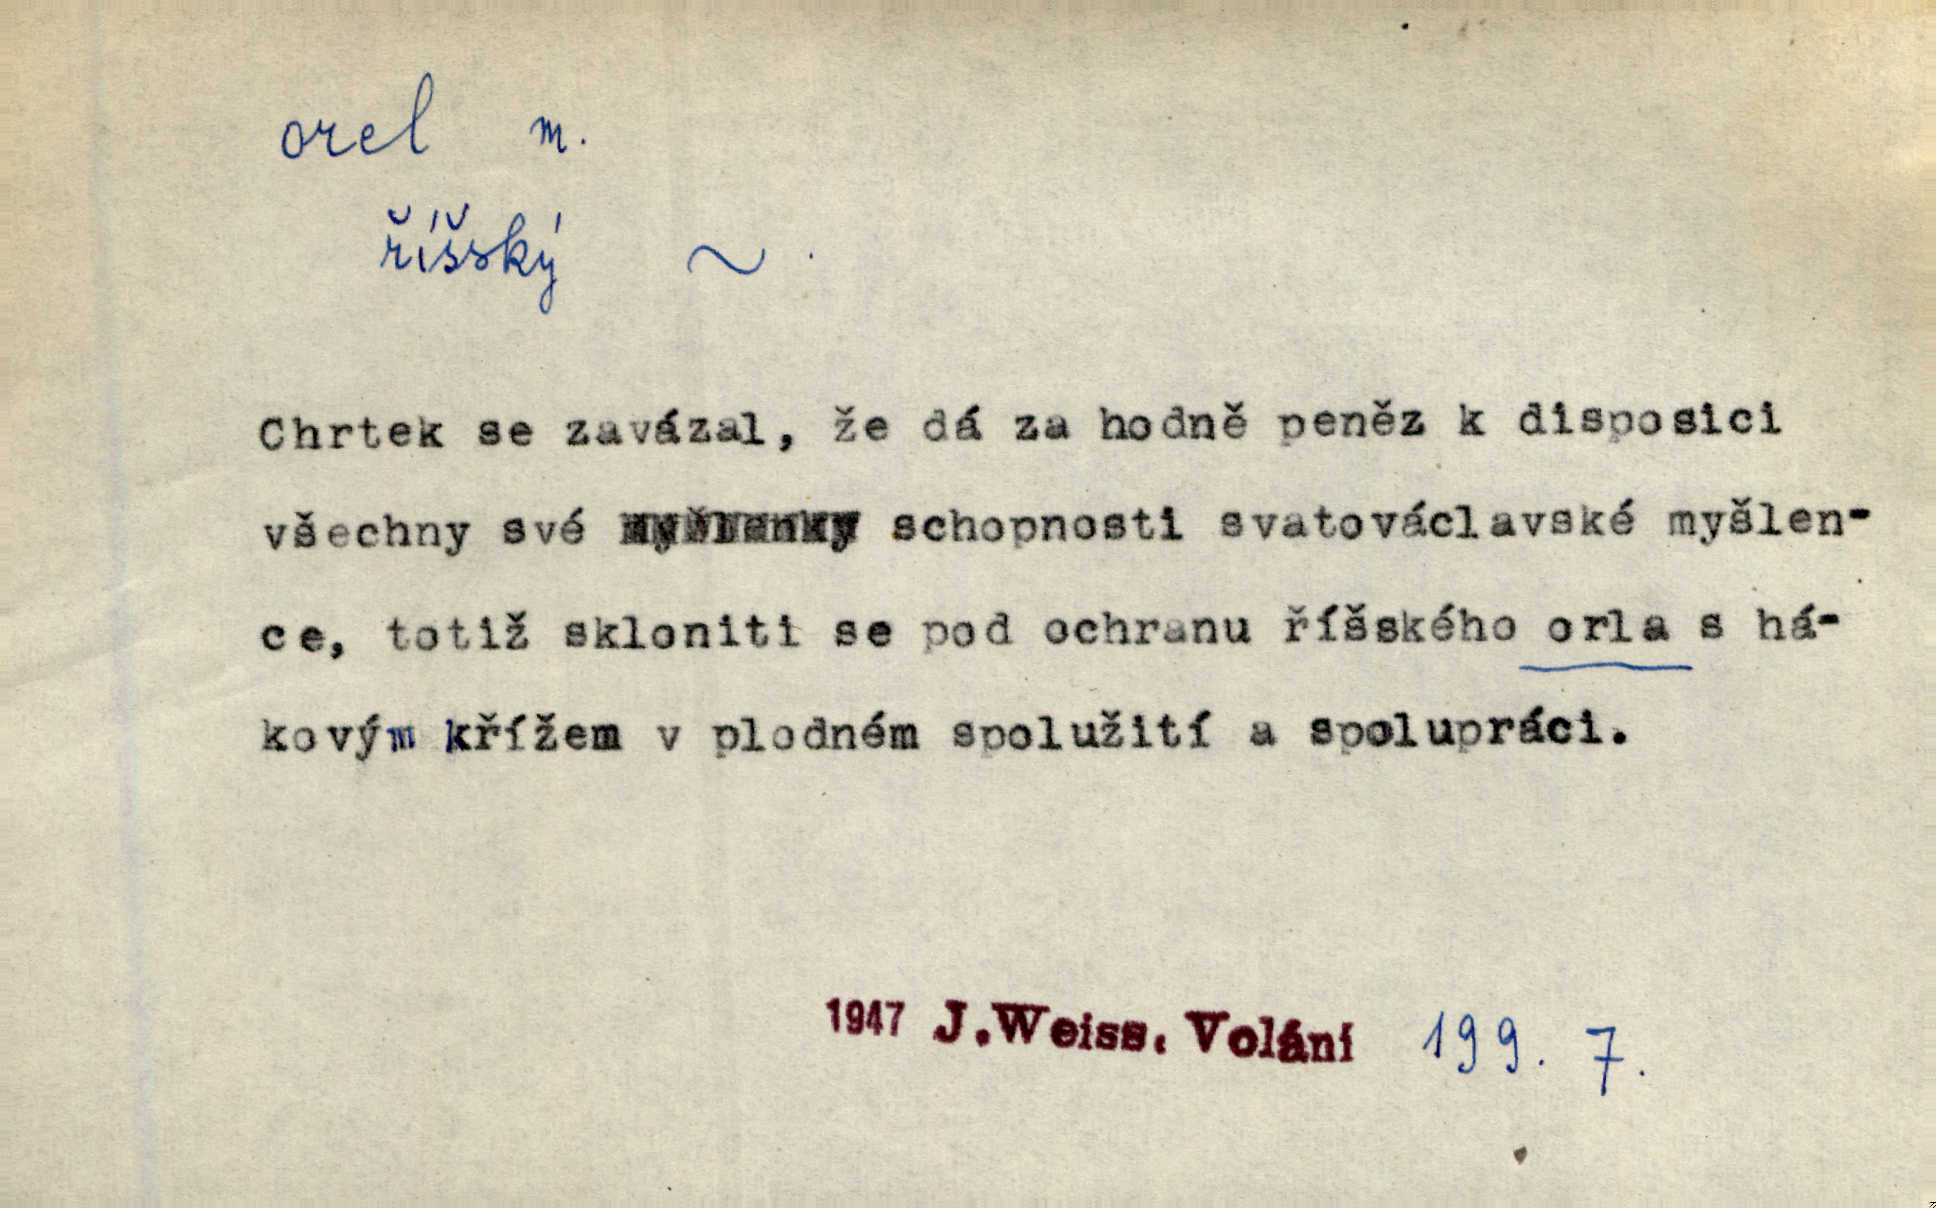 orel m.
říšský ~.
Chrtek se zavázal, že dá za hodně peněz k disposici
všechny své schopnosti svatováclavské myšlen-
ce, totiž skloniti se pod ochranu říšského orla s há-
kovým křížem v plodném spolužití a spolupráci.
1947 J.Weiss. Volání 199. 7.